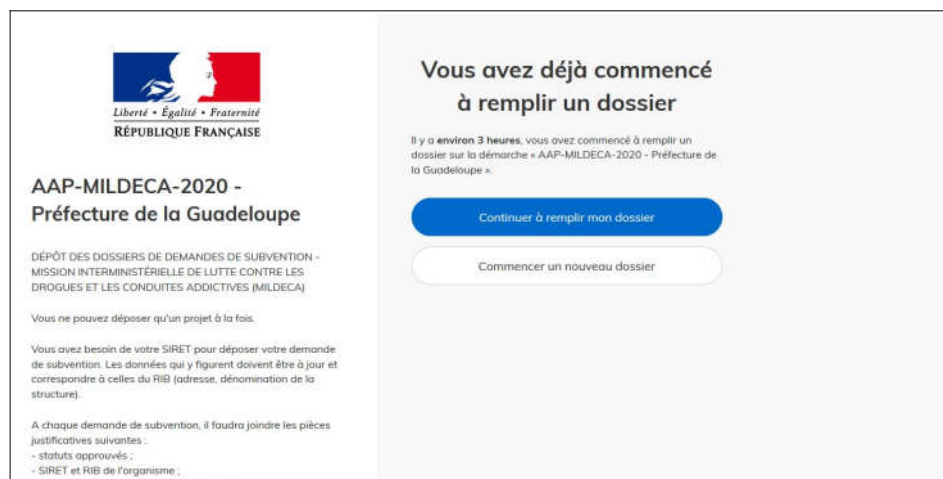 Liberté • Égalité • Fraternité
RÉPUBLIQUE FRANÇAISE
AAP-MILDECA-2020 -
Préfecture de la Guadeloupe
DÉPÔT DES DOSSIERS DE DEMANDES DE SUBVENTION -
MISSION INTERMINISTÉRIELLE DE LUTTE CONTRE LES
DROGUES ET LES CONDUITES ADDICTIVES (MILDECA)
Vous ne pouvez déposer qu'un projet à la fois.
Vous avez besoin de votre SIRET pour déposer votre demande
de subvention. Les données qui y figurent doivent être à jour et
correspondre à celles du RIB (adresse, dénomination de la
structure).
A chaque demande de subvention, il faudra joindre les pièces
justificatives suivantes :
- statuts approuvés ;
- SIRET et RIB de l'organisme ;
Vous avez déjà commencé
à remplir un dossier
Il y a environ 3 heures, vous avez commencé à remplir un
dossier sur la démarche « AAP-MILDECA-2020 - Préfecture de
la Guadeloupe ».
Continuer à remplir mon dossier
Commencer un nouveau dossier